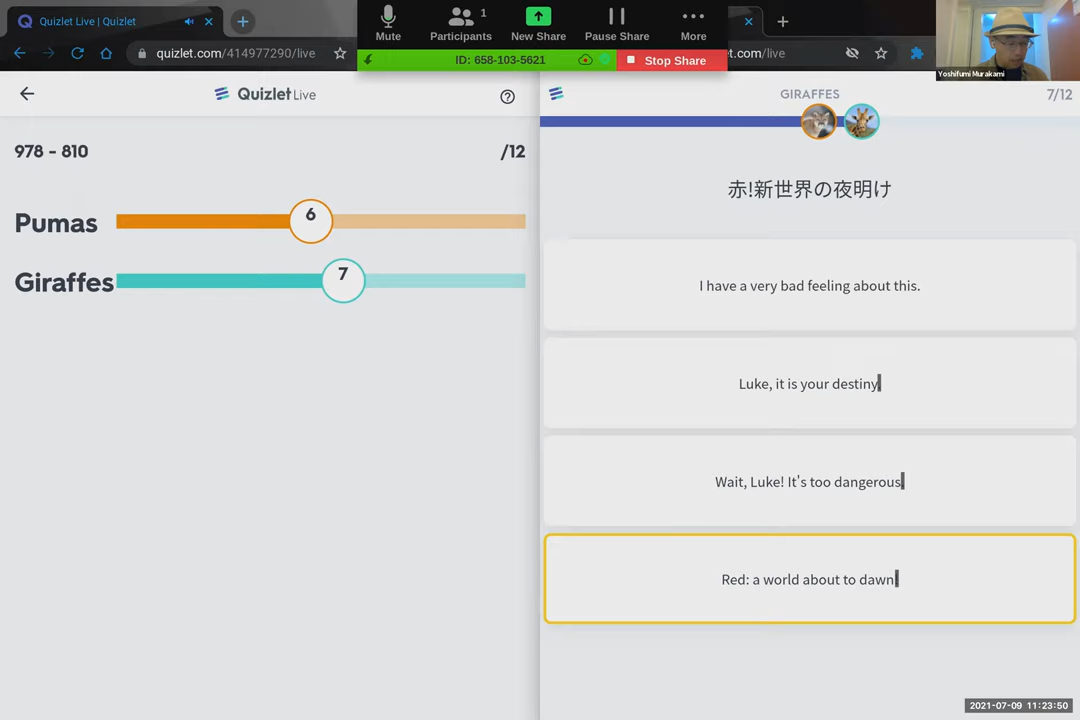 Quizlet Live | Quizlet
quizlet.com/414977290/live
Mute
Participants
1
New Share
Pause Share
More
ID: 658-103-5621
Stop Share
t.com/live
Yoshifumi Murakami
Quizlet Live
978 - 810
/12
Pumas
6
Giraffes
7
GIRAFFES
7/12
赤!新世界の夜明け
I have a very bad feeling about this.
Luke, it is your destiny
Wait, Luke! It's too dangerous.
Red: a world about to dawn!
2021-07-09 11:23:50